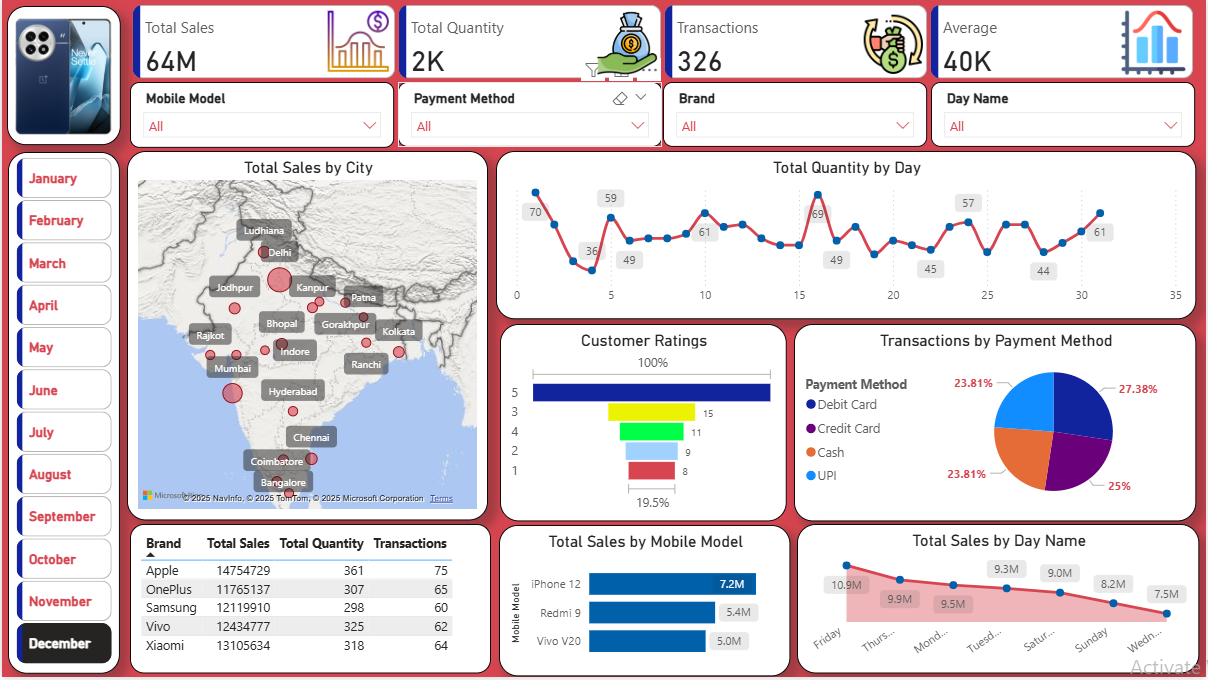 Total Sales
64M
Total Quantity
2K
Transactions
326
Average
40K
Never
Settle
Mobile Model
All
Payment Method
All
Brand
All
Day Name
All
January
February
March
April
May
June
July
August
September
October
November
December
Total Sales by City
Ludhiana
Delhi
Jodhpur
Kanpur
Patna
Bhopal
Gorakhpur
Kolkata
Rajkot
Indore
Ranchi
Mumbai
Hyderabad
Chennai
Coimbatore
Bangalore
© 2025 NavInfo, © 2025 TomTom, © 2025 Microsoft Corporation Terms
Total Quantity by Day
70
36
59
49
61
69
49
45
57
44
61
0 5 10 15 20 25 30 35
Customer Ratings
100%
5
3 15
4 11
2 9
1 8
19.5%
Transactions by Payment Method
Payment Method
Debit Card
Credit Card
Cash
UPI
23.81%
27.38%
23.81%
25%
Brand Total Sales Total Quantity Transactions
Apple 14754729 361 75
OnePlus 11765137 307 65
Samsung 12119910 298 60
Vivo 12434777 325 62
Xiaomi 13105634 318 64
Total Sales by Mobile Model
Mobile Model
iPhone 12 7.2M
Redmi 9 5.4M
Vivo V20 5.0M
Total Sales by Day Name
10.9M
9.9M
9.5M
9.3M
9.0M
8.2M
7.5M
Friday Thurs... Mond... Tuesd... Satur... Sunday Wedn...
Activate